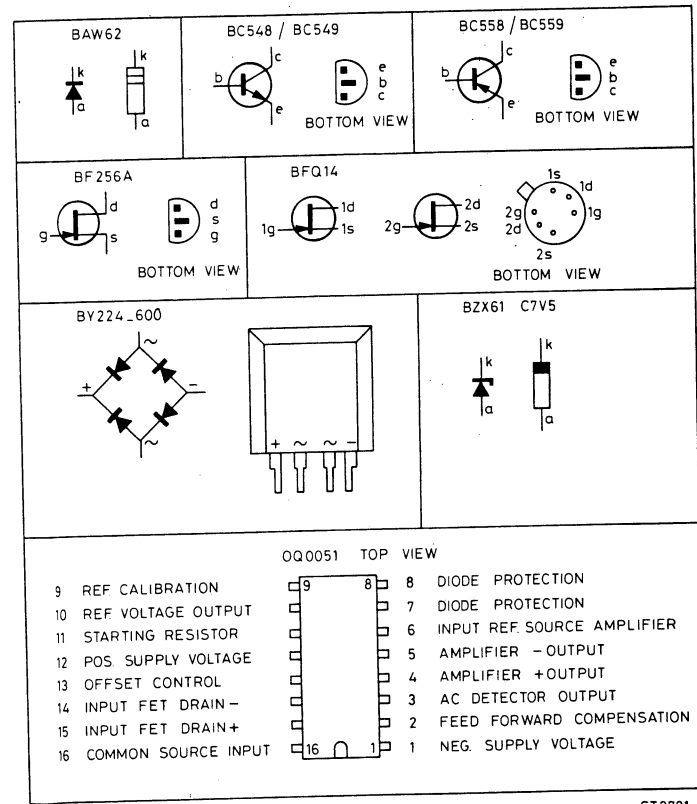 BAW62
k
a
k
a
BC548 / BC549
b
c
e
e
b
c
BOTTOM VIEW
BC558 / BC559
b
c
e
e
b
c
BOTTOM VIEW
BF256A
g
d
s
d
s
g
BOTTOM VIEW
BFQ14
1g
1d
1s
2g
2d
2s
1s
1d
1g
2g
2d
2s
BOTTOM VIEW
BY224_600
~
+
-
~
+ ~ ~ -
BZX61 C7V5
k
a
k
a
OQ0051 TOP VIEW
9 REF. CALIBRATION
10 REF. VOLTAGE OUTPUT
11 STARTING RESISTOR
12 POS. SUPPLY VOLTAGE
13 OFFSET CONTROL
14 INPUT FET DRAIN-
15 INPUT FET DRAIN+
16 COMMON SOURCE INPUT
9 8
16 1
8 DIODE PROTECTION
7 DIODE PROTECTION
6 INPUT REF. SOURCE AMPLIFIER
5 AMPLIFIER -OUTPUT
4 AMPLIFIER +OUTPUT
3 AC DETECTOR OUTPUT
2 FEED FORWARD COMPENSATION
1 NEG. SUPPLY VOLTAGE